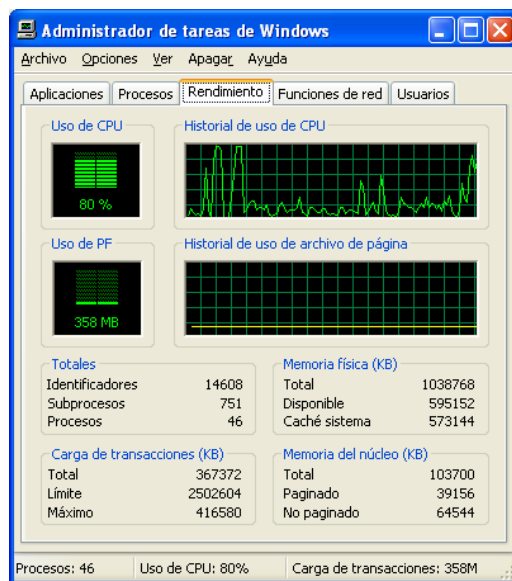 Administrador de tareas de Windows
Archivo Opciones Ver Apagar Ayuda
Aplicaciones Procesos Rendimiento Funciones de red Usuarios
Uso de CPU Historial de uso de CPU
80 %
Uso de PF Historial de uso de archivo de página
358 MB
Totales
Identificadores 14608
Subprocesos 751
Procesos 46
Memoria física (KB)
Total 1038768
Disponible 595152
Caché sistema 573144
Carga de transacciones (KB)
Total 367372
Límite 2502604
Máximo 416580
Memoria del núcleo (KB)
Total 103700
Paginado 39156
No paginado 64544
Procesos: 46 Uso de CPU: 80% Carga de transacciones: 358M